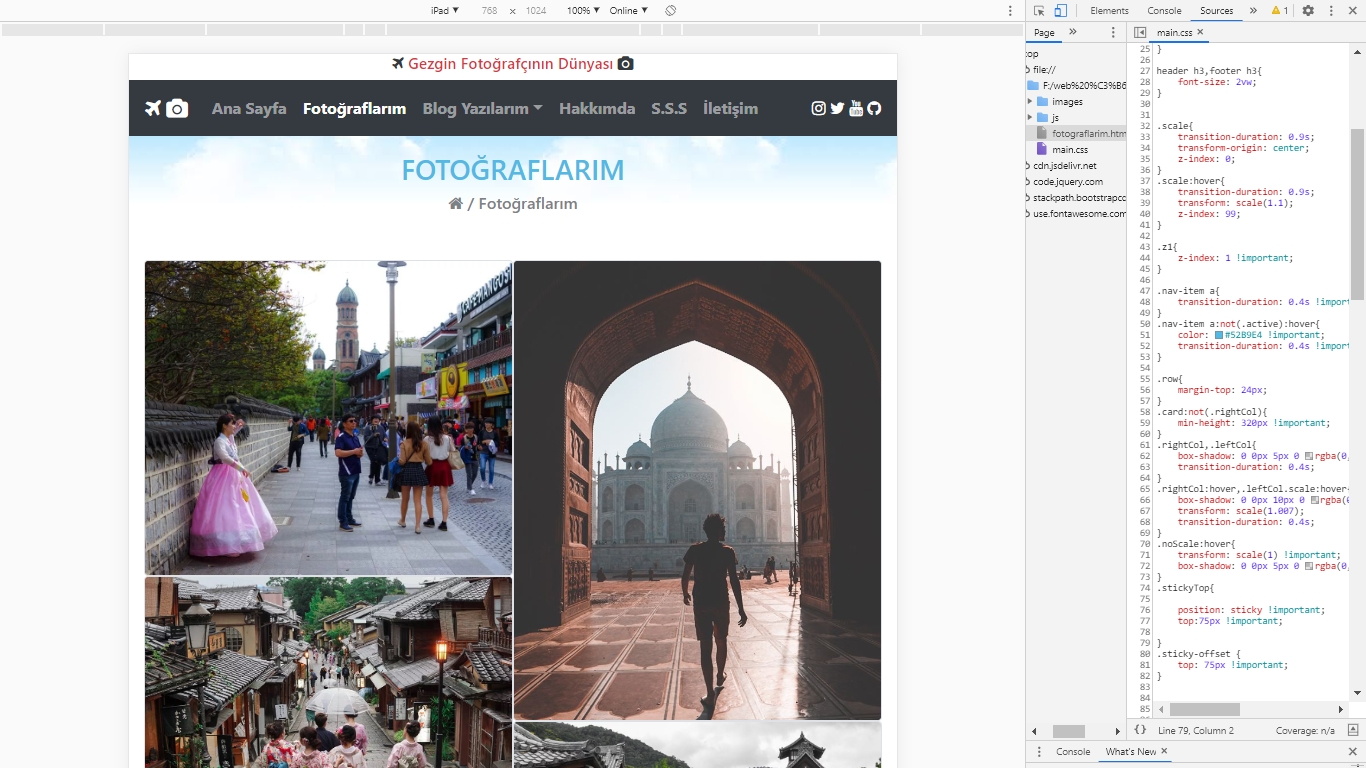 iPad ▼ 768 × 1024 100% ▼ Online ▼
Gezgin Fotoğrafçının Dünyası
Ana Sayfa Fotoğraflarım Blog Yazılarım Hakkımda S.S.S İletişim
FOTOĞRAFLARIM
/ Fotoğraflarım
Elements Console Sources » 1
Page »
top
file://
F:/web%20%C3%B6
images
js
fotograflarim.htm
main.css
cdn.jsdelivr.net
code.jquery.com
stackpath.bootstrapcd
use.fontawesome.com
main.css ×
25 }
26
27 header h3,footer h3{
28 font-size: 2vw;
29 }
30
31
32 .scale{
33 transition-duration: 0.9s;
34 transform-origin: center;
35 z-index: 0;
36 }
37 .scale:hover{
38 transition-duration: 0.9s;
39 transform: scale(1.1);
40 z-index: 99;
41 }
42
43 .z1{
44 z-index: 1 !important;
45 }
46
47 .nav-item a{
48 transition-duration: 0.4s !import
49 }
50 .nav-item a:not(.active):hover{
51 color: #52B9E4 !important;
52 transition-duration: 0.4s !import
53 }
54
55 .row{
56 margin-top: 24px;
57 }
58 .card:not(.rightCol){
59 min-height: 320px !important;
60 }
61 .rightCol,.leftCol{
62 box-shadow: 0 0px 5px 0 rgba(0,
63 transition-duration: 0.4s;
64 }
65 .rightCol:hover,.leftCol.scale:hover
66 box-shadow: 0 0px 10px 0 rgba(0
67 transform: scale(1.007);
68 transition-duration: 0.4s;
69 }
70 .noScale:hover{
71 transform: scale(1) !important;
72 box-shadow: 0 0px 5px 0 rgba(0,
73 }
74 .stickyTop{
75
76 position: sticky !important;
77 top:75px !important;
78
79 }
80 .sticky-offset {
81 top: 75px !important;
82 }
83
84
85
{} Line 79, Column 2 Coverage: n/a
Console What's New ×